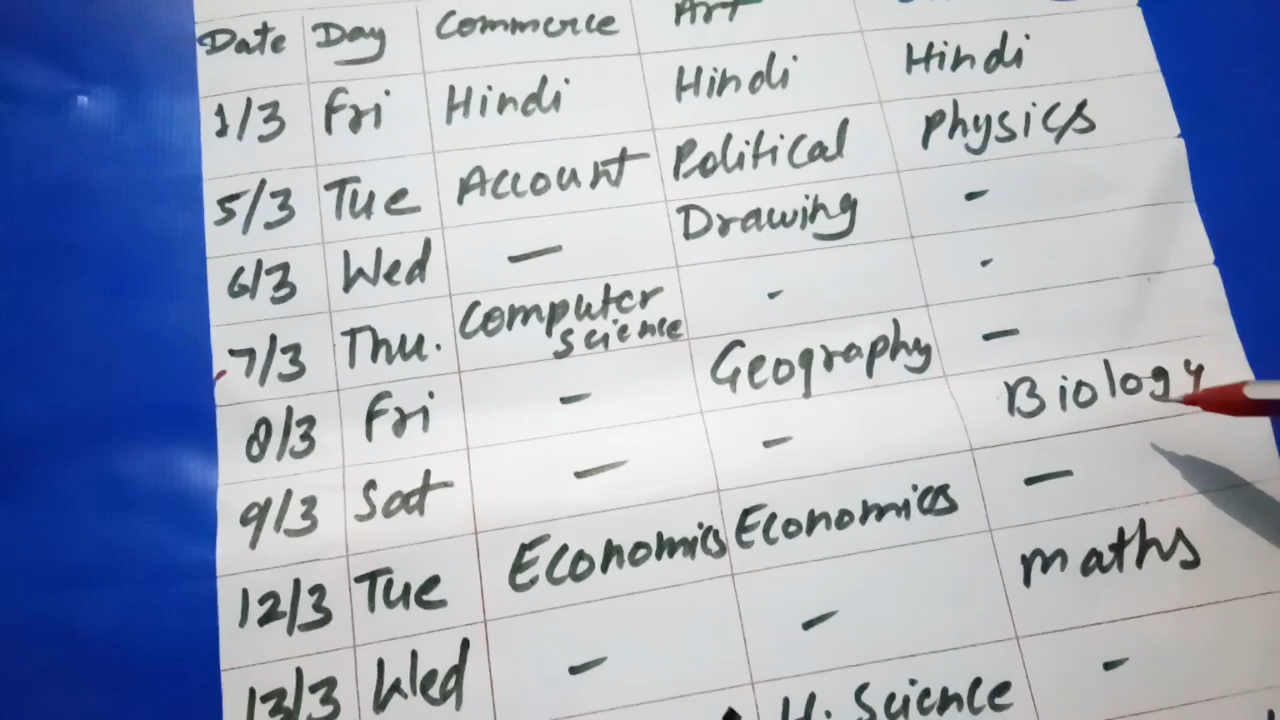 Date Day Commerce Art
1/3 Fri Hindi Hindi Hindi
5/3 Tue Account Political Physics
6/3 Wed — Drawing -
7/3 Thu. Computer science - -
8/3 Fri - Geography —
9/3 Sat — - Biology
12/3 Tue Economics Economics —
13/3 Wed - - maths
H. Science -